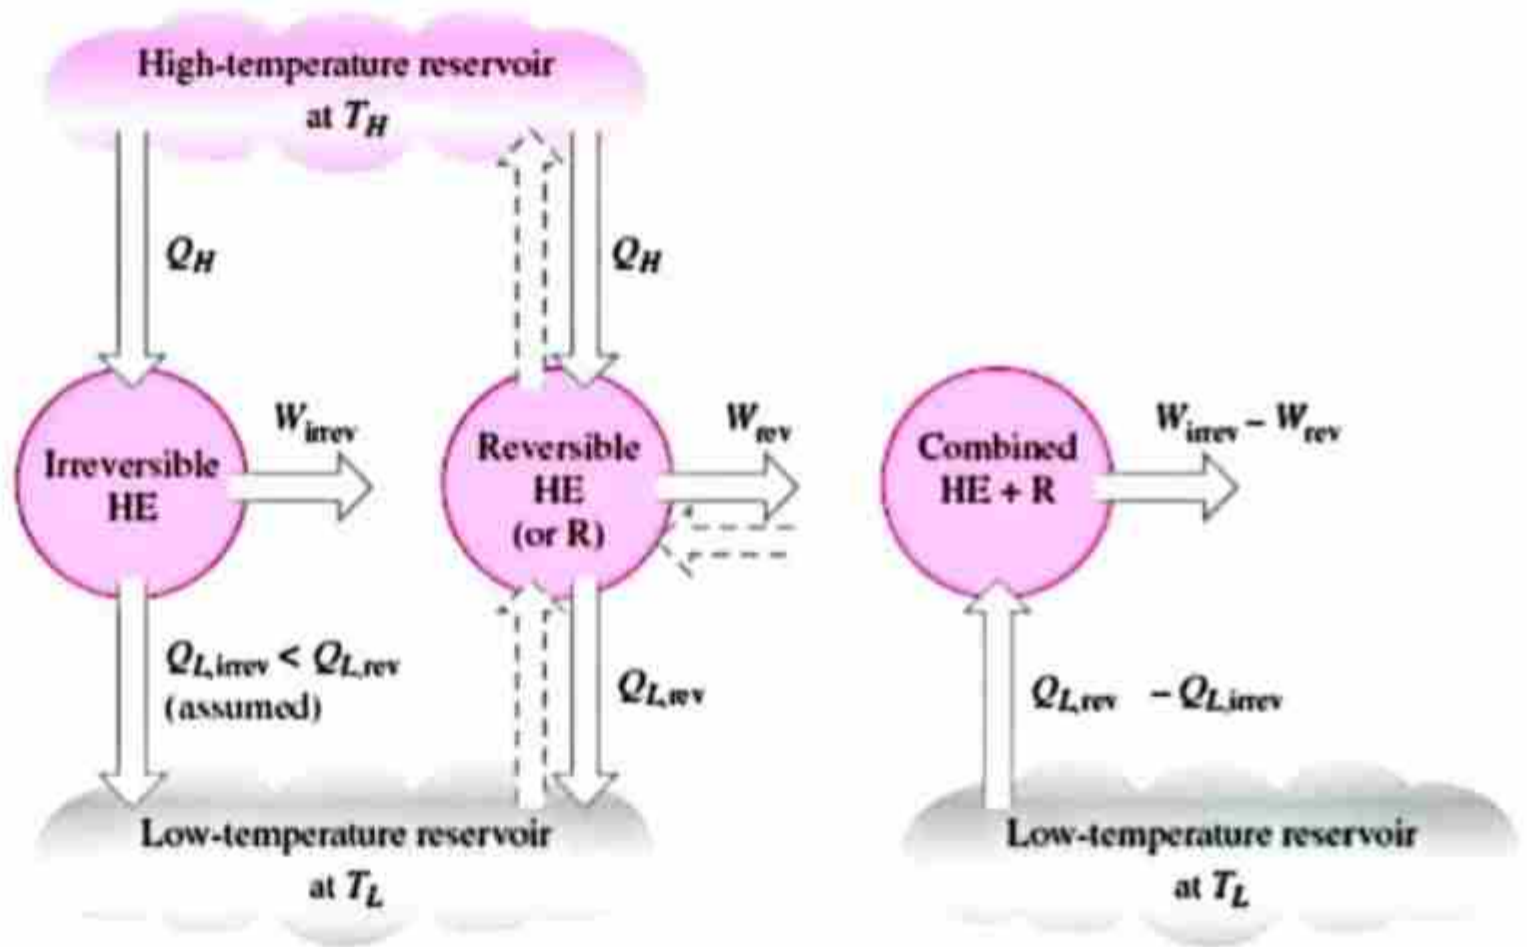 High-temperature reservoir
at T_H
Q_H
Q_H
W_irrev
Irreversible
HE
W_rev
Reversible
HE
(or R)
W_irrev – W_rev
Combined
HE + R
Q_L,irrev < Q_L,rev
(assumed)
Q_L,rev
Q_L,rev – Q_L,irrev
Low-temperature reservoir
at T_L
Low-temperature reservoir
at T_L